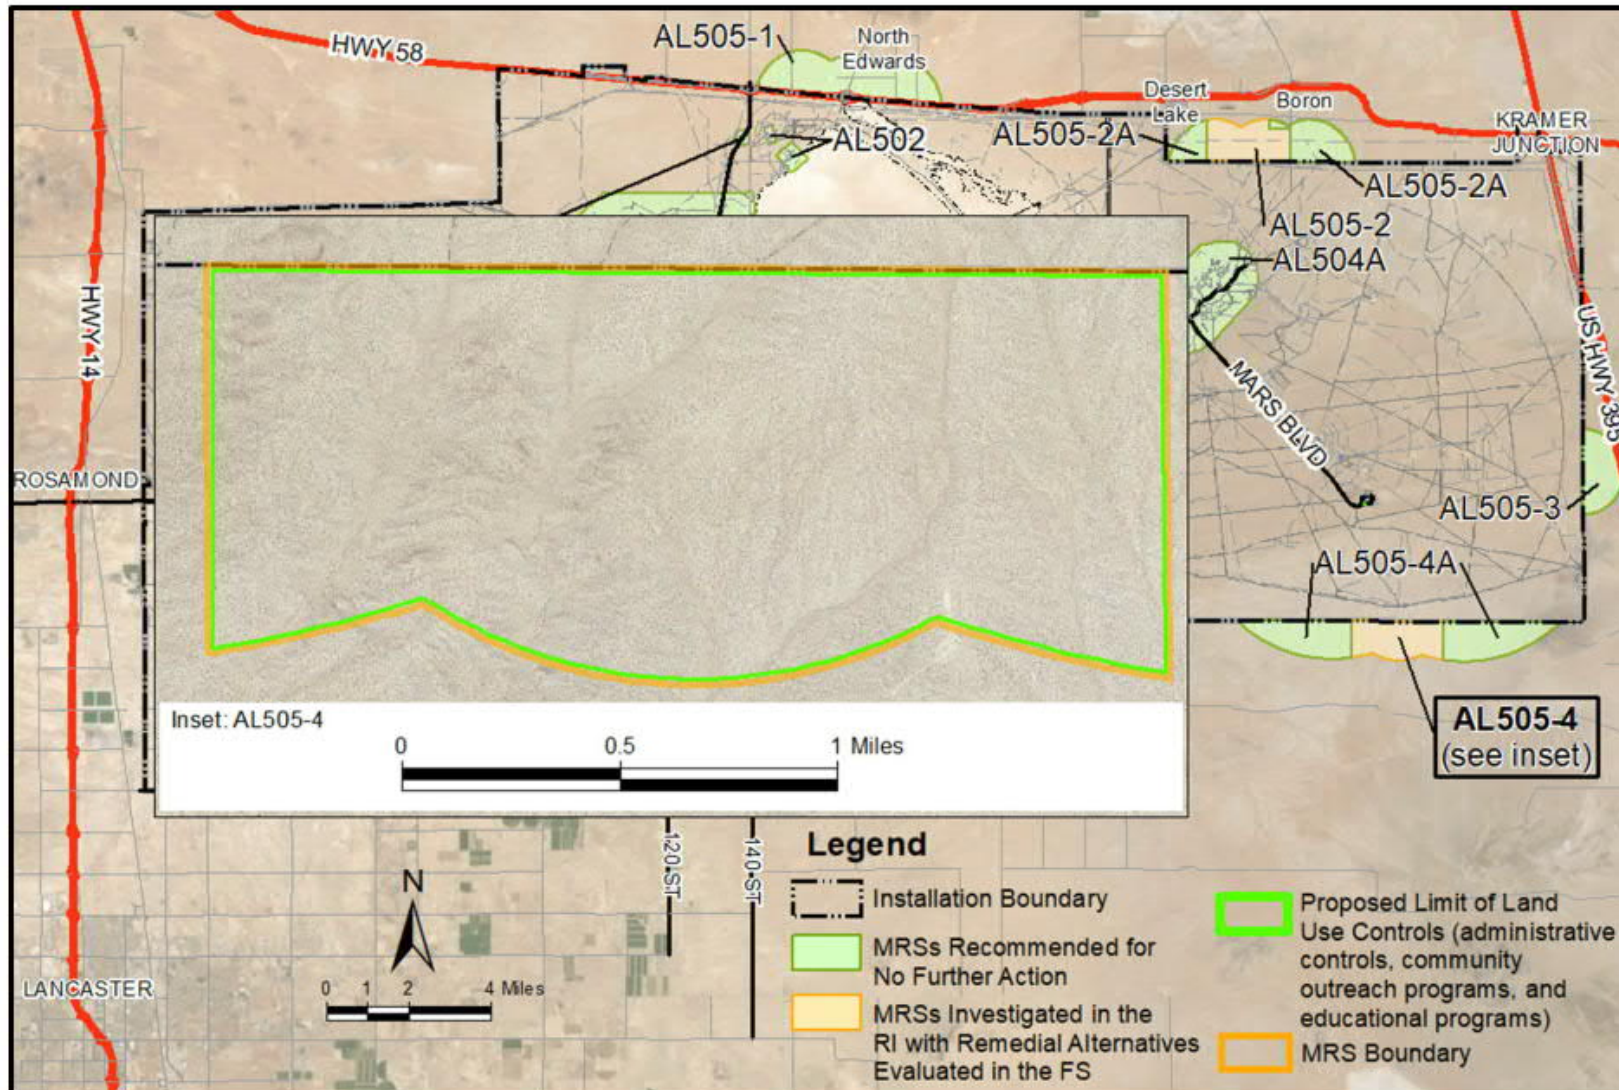 HWY 58
AL505-1
North
Edwards
Desert
Lake
Boron
KRAMER
JUNCTION
AL502
AL505-2A
AL505-2A
AL505-2
AL504A
HWY 14
US HWY 395
MARS BLVD
ROSAMOND
AL505-3
AL505-4A
AL505-4
(see inset)
Inset: AL505-4
0 0.5 1 Miles
120 ST
140 ST
N
0 1 2 4 Miles
LANCASTER
Legend
Installation Boundary
MRSs Recommended for
No Further Action
MRSs Investigated in the
RI with Remedial Alternatives
Evaluated in the FS
Proposed Limit of Land
Use Controls (administrative
controls, community
outreach programs, and
educational programs)
MRS Boundary